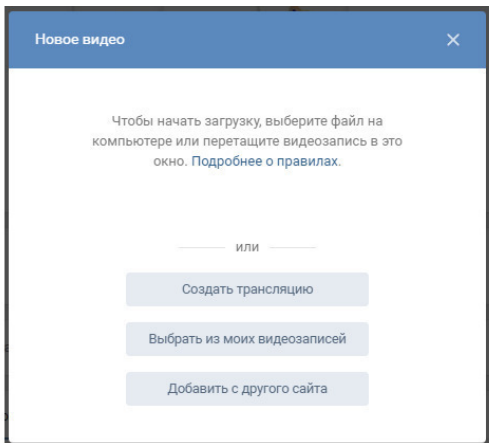 Новое видео
Чтобы начать загрузку, выберите файл на
компьютере или перетащите видеозапись в это
окно. Подробнее о правилах.
или
Создать трансляцию
Выбрать из моих видеозаписей
Добавить с другого сайта